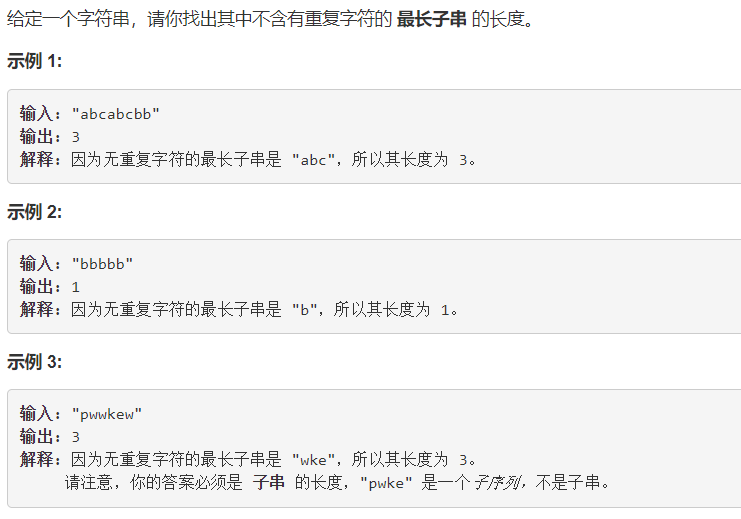 给定一个字符串，请你找出其中不含有重复字符的 最长子串 的长度。
示例 1:
输入: "abcabcbb"
输出: 3
解释: 因为无重复字符的最长子串是 "abc"，所以其长度为 3。
示例 2:
输入: "bbbbb"
输出: 1
解释: 因为无重复字符的最长子串是 "b"，所以其长度为 1。
示例 3:
输入: "pwwkew"
输出: 3
解释: 因为无重复字符的最长子串是 "wke"，所以其长度为 3。
请注意，你的答案必须是 子串 的长度，"pwke" 是一个子序列，不是子串。